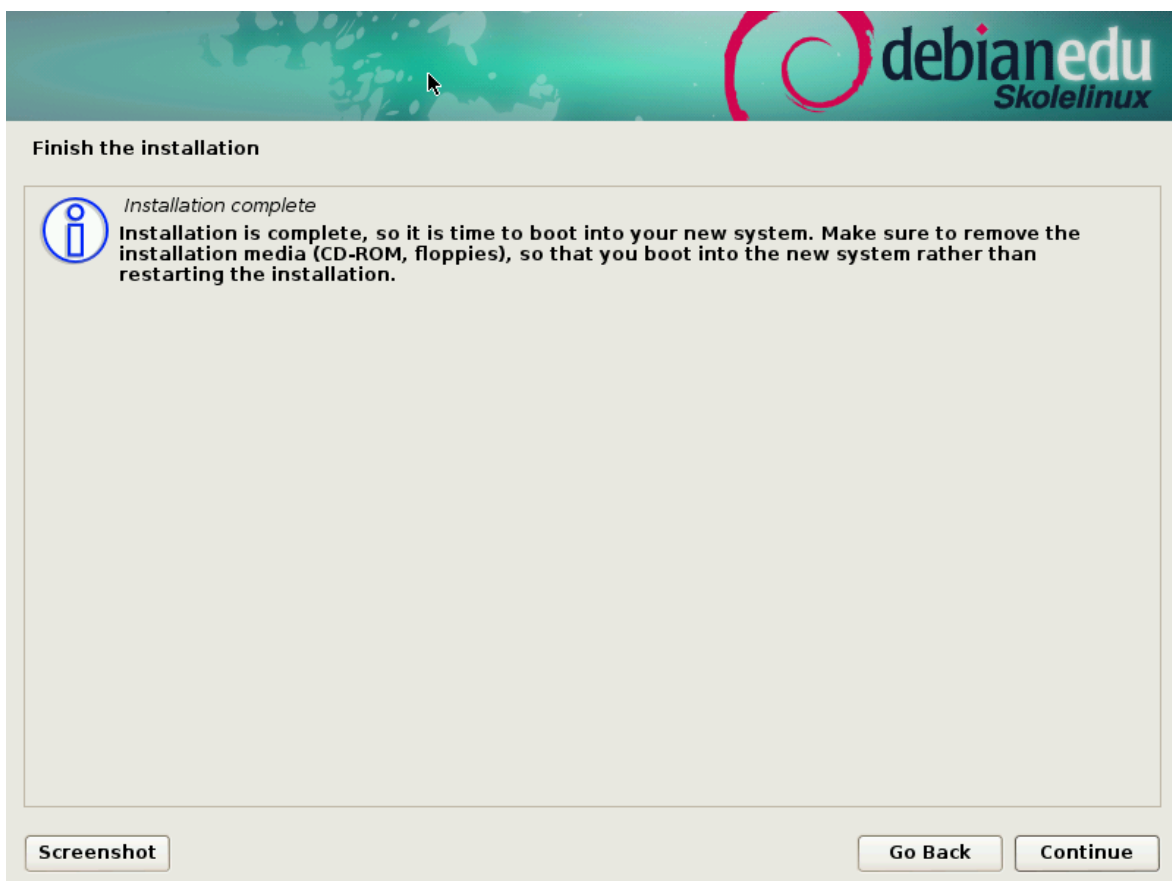 debianedu
Skolelinux
Finish the installation
Installation complete
Installation is complete, so it is time to boot into your new system. Make sure to remove the
installation media (CD-ROM, floppies), so that you boot into the new system rather than
restarting the installation.
Screenshot
Go Back
Continue